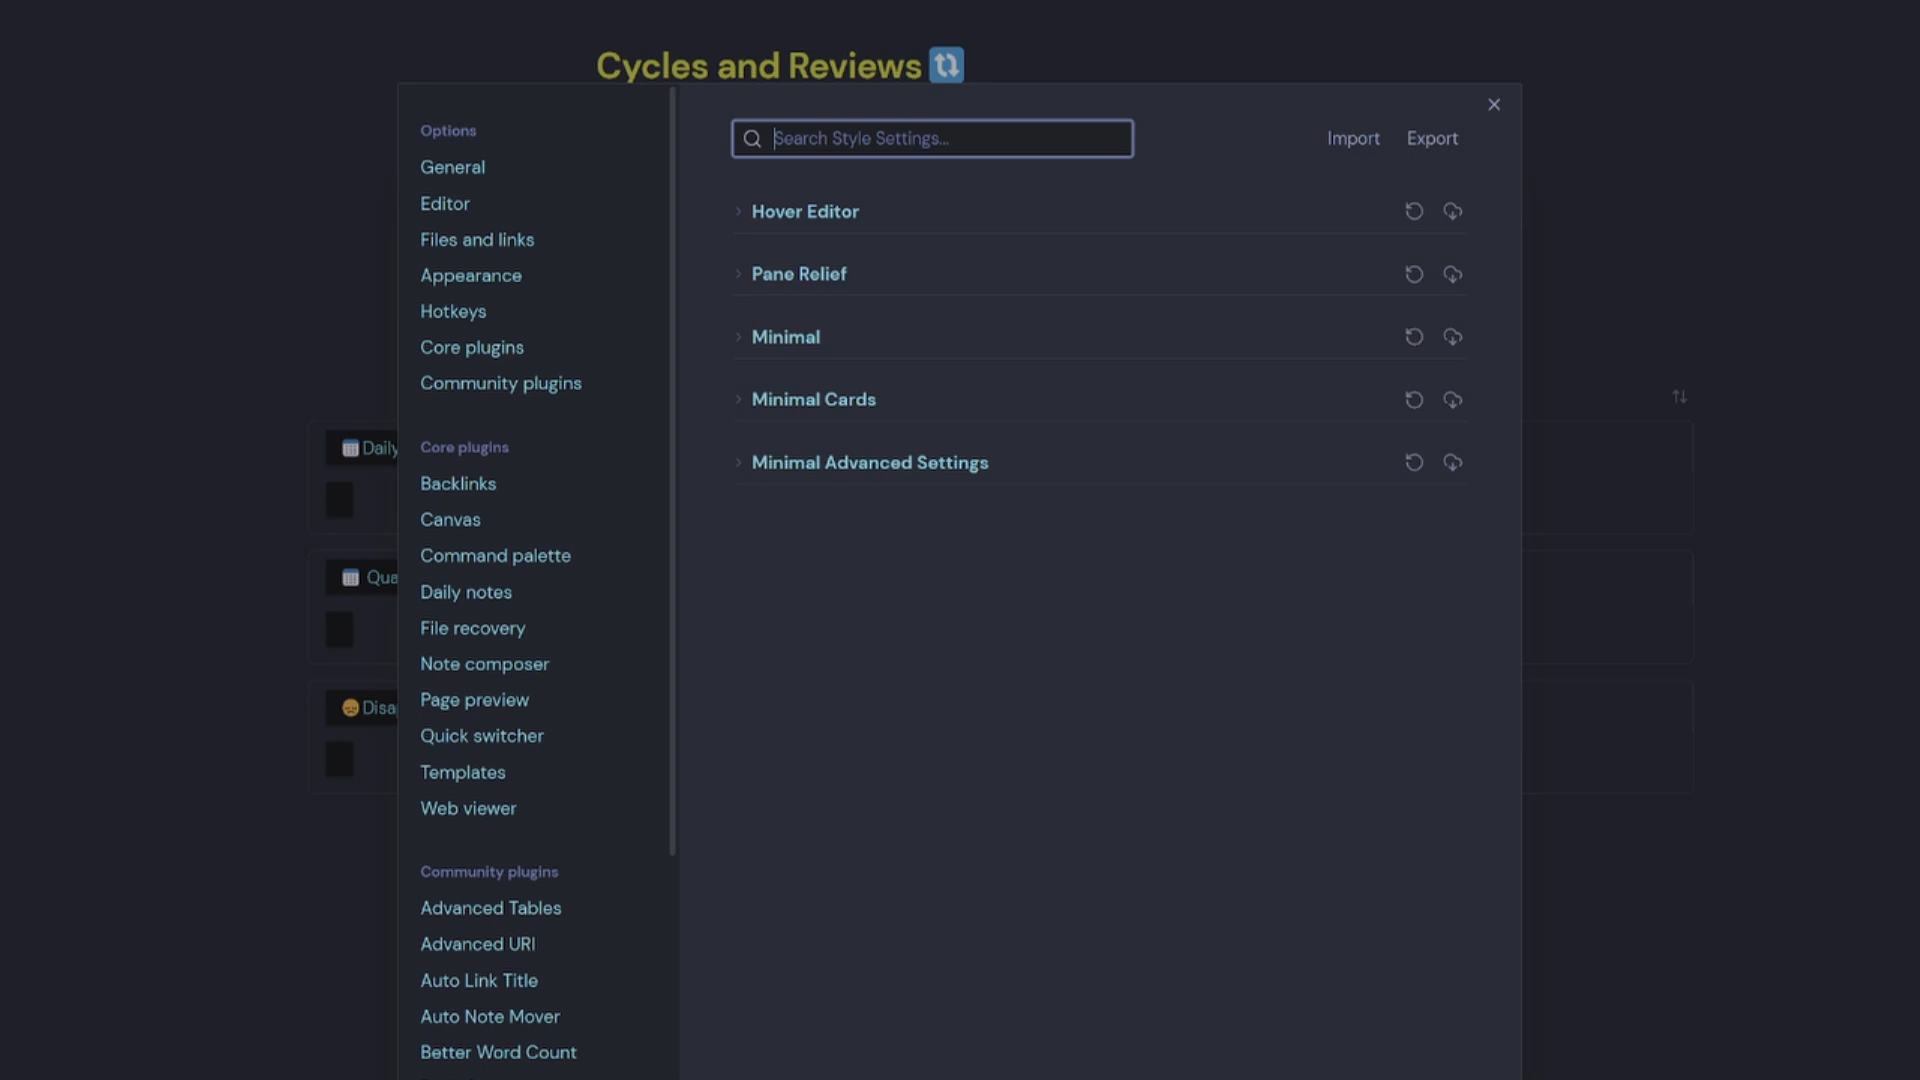 Cycles and Reviews
Options
General
Editor
Files and links
Appearance
Hotkeys
Core plugins
Community plugins
Core plugins
Backlinks
Canvas
Command palette
Daily notes
File recovery
Note composer
Page preview
Quick switcher
Templates
Web viewer
Community plugins
Advanced Tables
Advanced URI
Auto Link Title
Auto Note Mover
Better Word Count
Search Style Settings...
Import
Export
Hover Editor
Pane Relief
Minimal
Minimal Cards
Minimal Advanced Settings
Daily
Qua
Disa